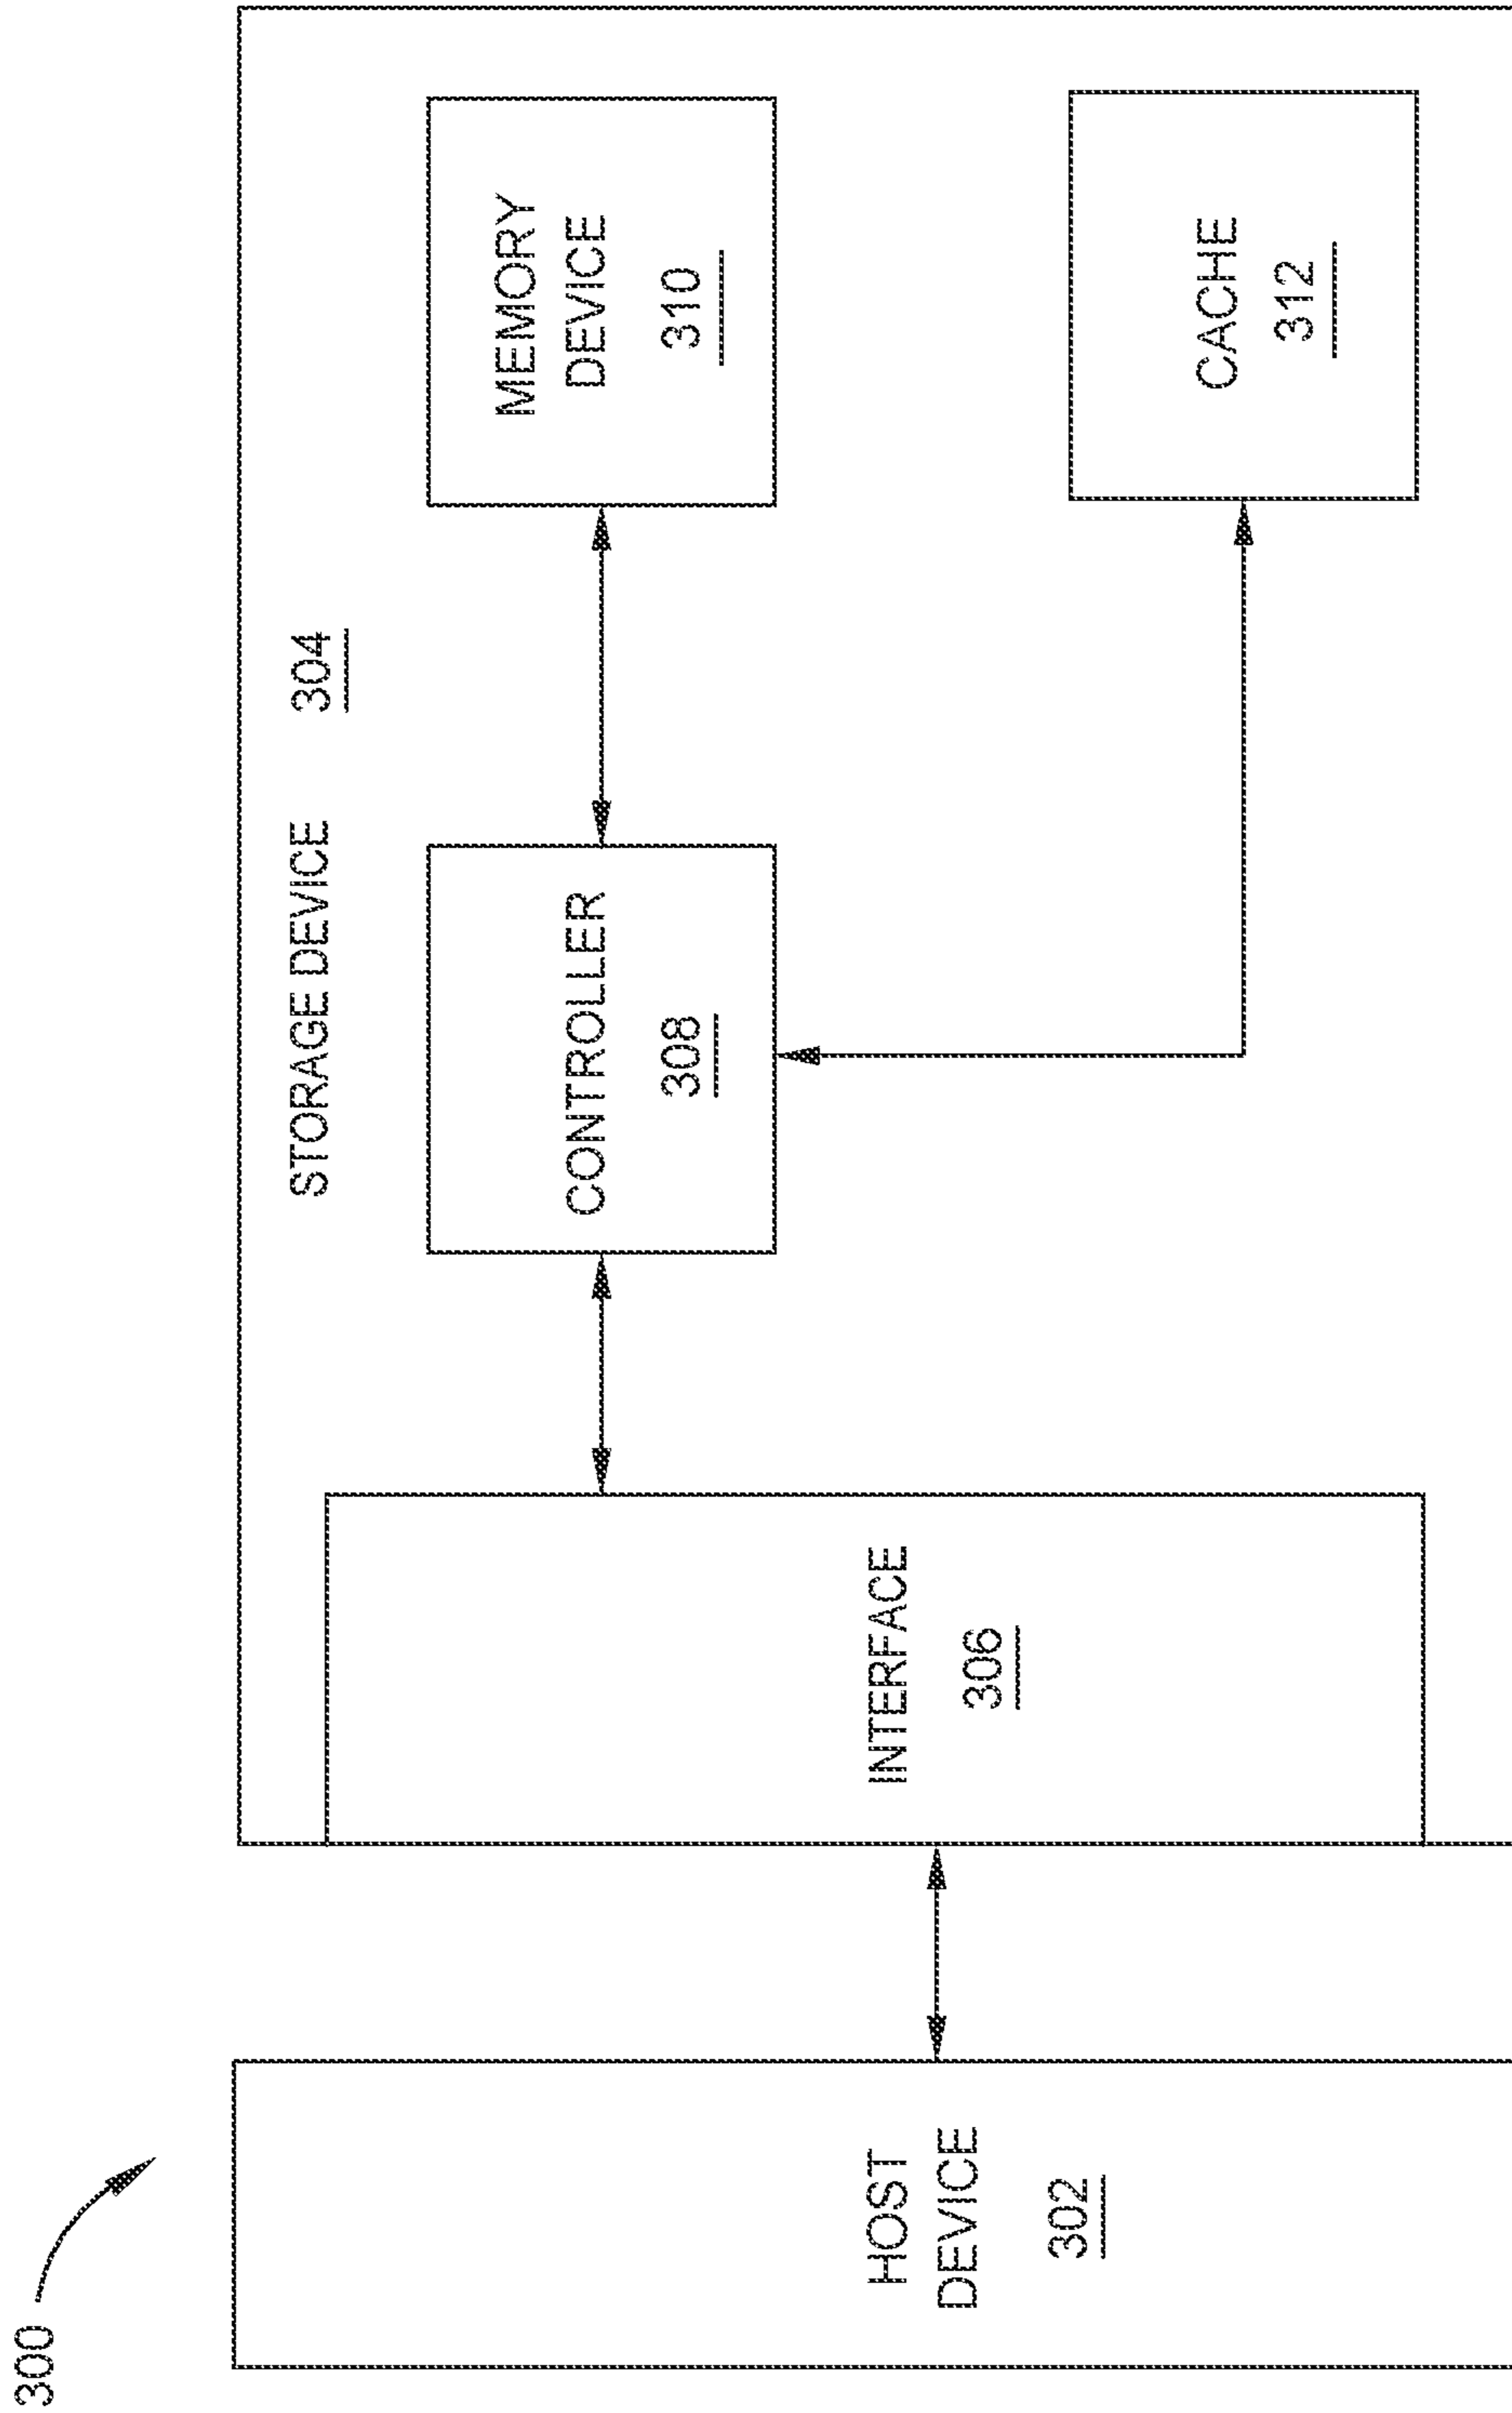 300
STORAGE DEVICE 304
HOST
DEVICE
302
INTERFACE
306
CONTROLLER
308
MEMORY
DEVICE
310
CACHE
312